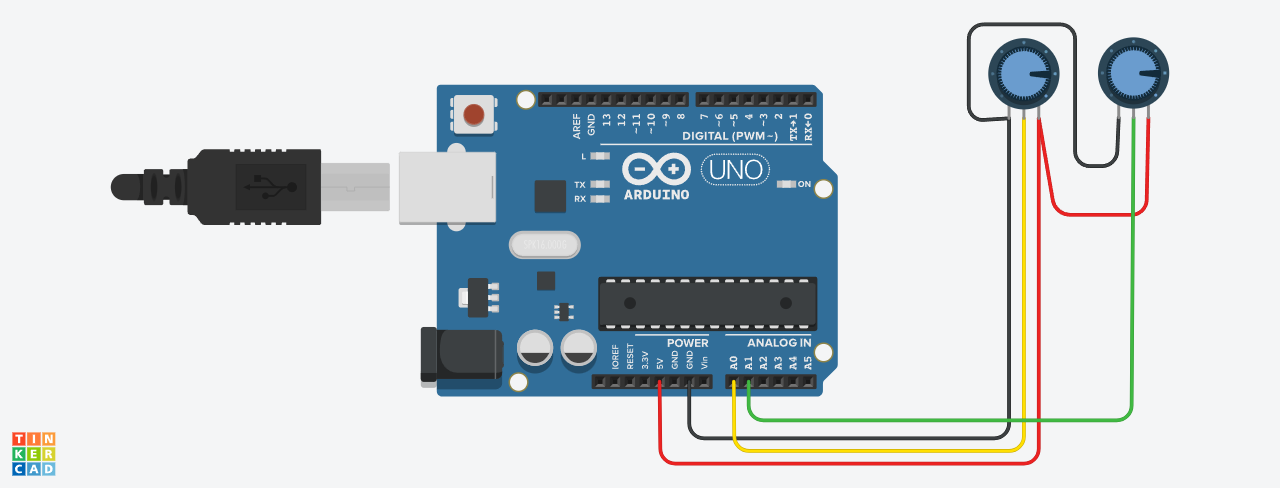 AREF
GND
13
12
~11
~10
~9
8
7
~6
~5
4
~3
2
TX→1
RX←0
DIGITAL (PWM~)
L
TX
RX
ARDUINO
UNO
ON
POWER
ANALOG IN
IOREF
RESET
3.3V
5V
GND
GND
Vin
A0
A1
A2
A3
A4
A5
TIN
KER
CAD